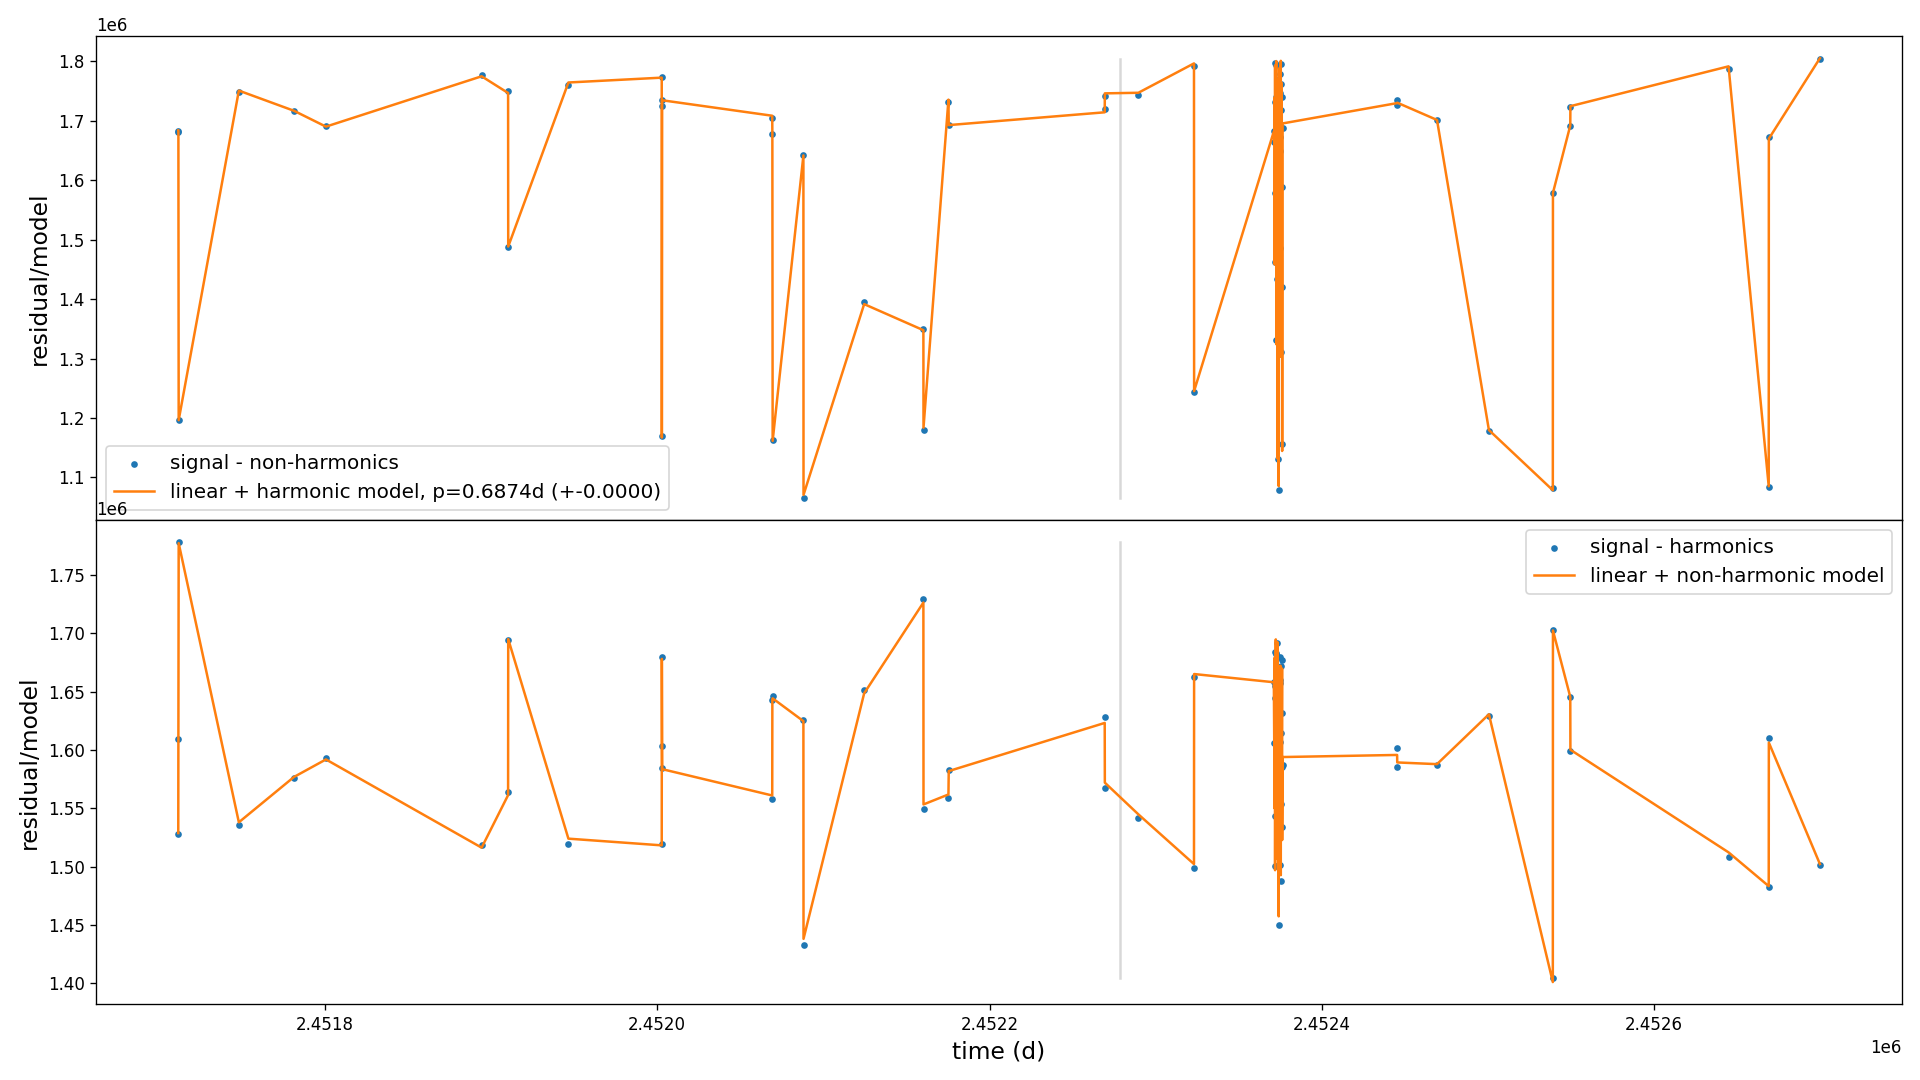 1e6
1.8
1.7
1.6
1.5
1.4
1.3
1.2
1.1
residual/model
signal - non-harmonics
linear + harmonic model, p=0.6874d (+-0.0000)
1e6
1.75
1.70
1.65
1.60
1.55
1.50
1.45
1.40
residual/model
signal - harmonics
linear + non-harmonic model
2.4518
2.4520
2.4522
2.4524
2.4526
1e6
time (d)